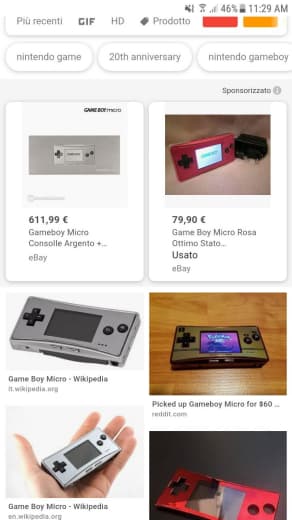 46% 11:29 AM
Più recenti GIF HD Prodotto
nintendo game 20th anniversary nintendo gameboy
Sponsorizzato
GAME BOY micro
611,99 €
Gameboy Micro
Consolle Argento +...
eBay
79,90 €
Game Boy Micro Rosa
Ottimo Stato...
Usato
eBay
Game Boy Micro - Wikipedia
it.wikipedia.org
Picked up Gameboy Micro for $60 ...
reddit.com
Game Boy Micro - Wikipedia
en.wikipedia.org